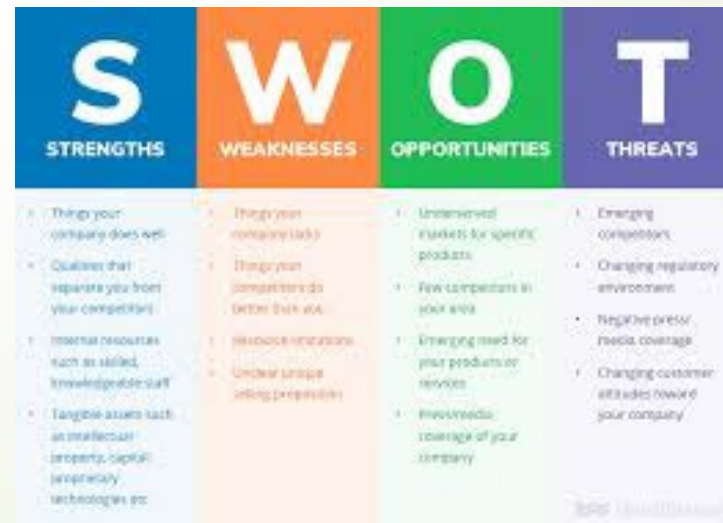 S
STRENGTHS
Things your
company does well
Qualities that
separate you from
your competitors
Internal resources
such as skilled,
knowledgeable staff
Tangible assets such
as intellectual
property, capital,
proprietary
technologies etc
W
WEAKNESSES
Things your
company lacks
Things your
competitors do
better than you
Resource limitations
Unclear unique
selling proposition
O
OPPORTUNITIES
Underserved
markets for specific
products
Few competitors in
your area
Emerging need for
your products or
services
Press/media
coverage of your
company
T
THREATS
Emerging
competitors
Changing regulatory
environment
Negative press/
media coverage
Changing customer
attitudes toward
your company